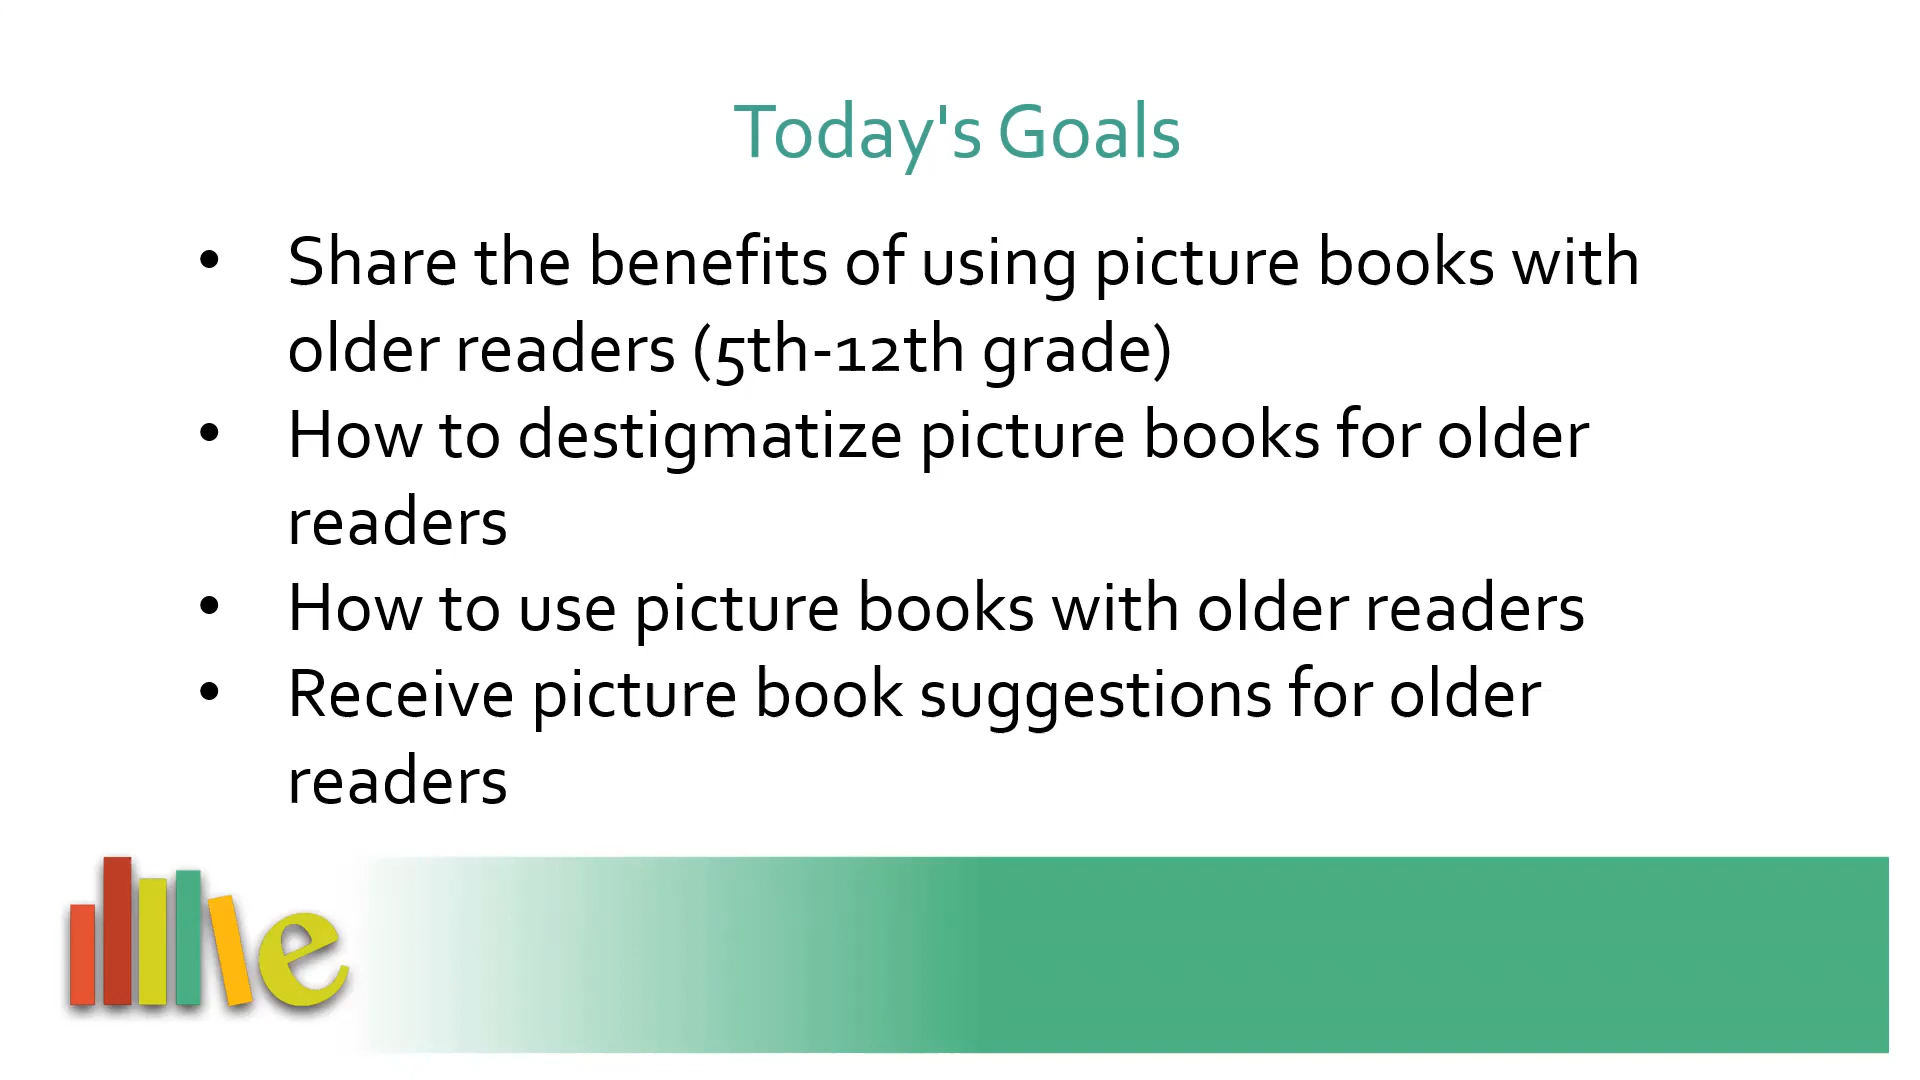 Today's Goals
• Share the benefits of using picture books with
older readers (5th-12th grade)
• How to destigmatize picture books for older
readers
• How to use picture books with older readers
• Receive picture book suggestions for older
readers
e